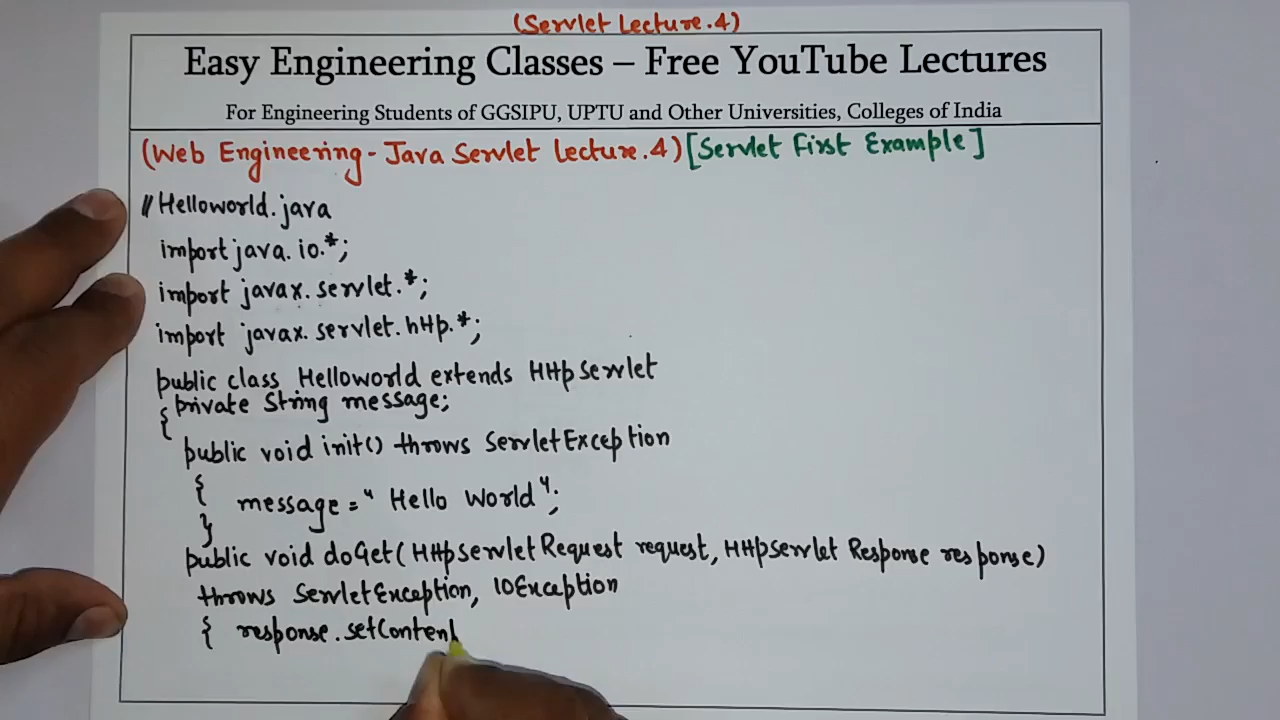 (Servlet Lecture.4)
Easy Engineering Classes – Free YouTube Lectures
For Engineering Students of GGSIPU, UPTU and Other Universities, Colleges of India
(Web Engineering - Java Servlet Lecture.4) [Servlet First Example]
// Helloworld.java
import java.io.*;
import javax.servlet.*;
import javax.servlet.http.*;
public class Helloworld extends HttpServlet
{ private String message;
public void init() throws ServletException
{ message = " Hello World";
}
public void doGet(HttpServletRequest request, HttpServlet Response response)
throws ServletException, IOException
{ response.setContent